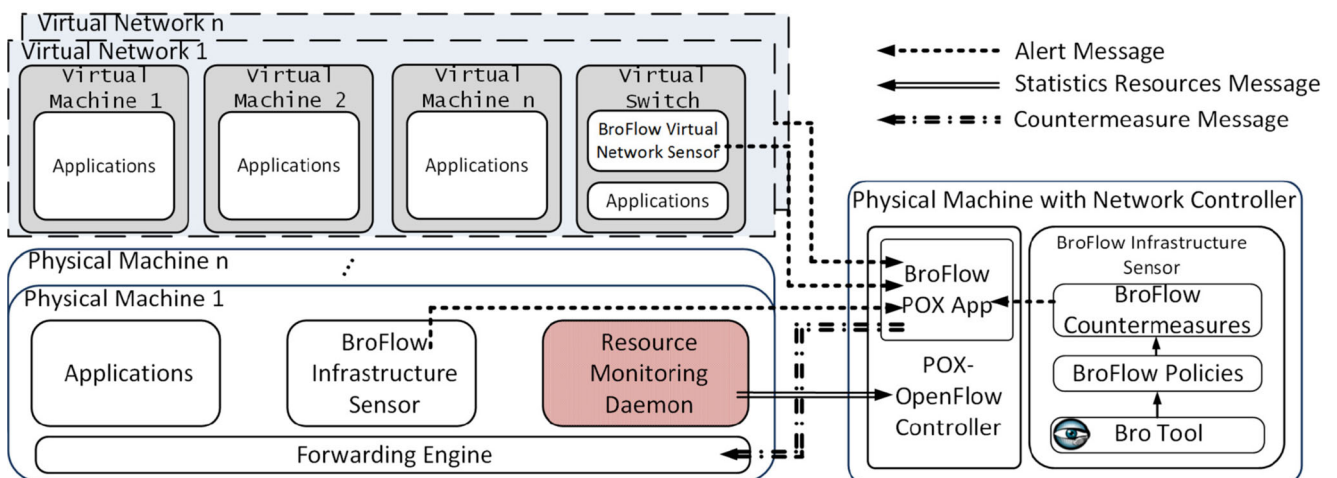 Virtual Network n
Virtual Network 1
Virtual
Machine 1
Applications
Virtual
Machine 2
Applications
Virtual
Machine n
Applications
Virtual
Switch
BroFlow Virtual
Network Sensor
Applications
Alert Message
Statistics Resources Message
Countermeasure Message
Physical Machine n
Physical Machine 1
Applications
BroFlow
Infrastructure
Sensor
Resource
Monitoring
Daemon
Forwarding Engine
Physical Machine with Network Controller
BroFlow
POX App
POX-
OpenFlow
Controller
BroFlow Infrastructure
Sensor
BroFlow
Countermeasures
BroFlow Policies
Bro Tool